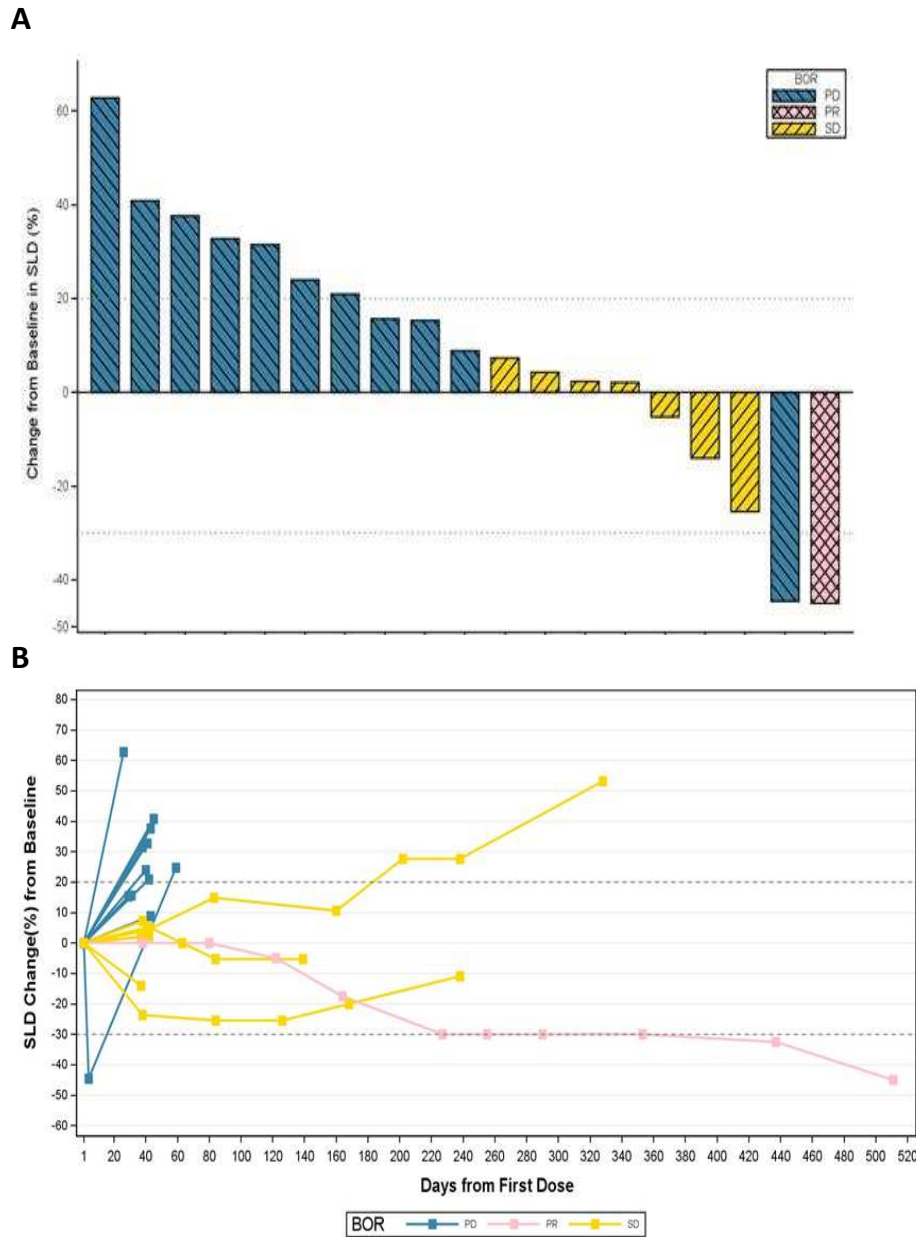 A
BOR
PD
PR
SD
Change from Baseline in SLD (%)
60
40
20
0
-20
-40
-50
B
SLD Change(%) from Baseline
80
70
60
50
40
30
20
10
0
-10
-20
-30
-40
-50
-60
1 20 40 60 80 100 120 140 160 180 200 220 240 260 280 300 320 340 360 380 400 420 440 460 480 500 520
Days from First Dose
BOR PD PR SD